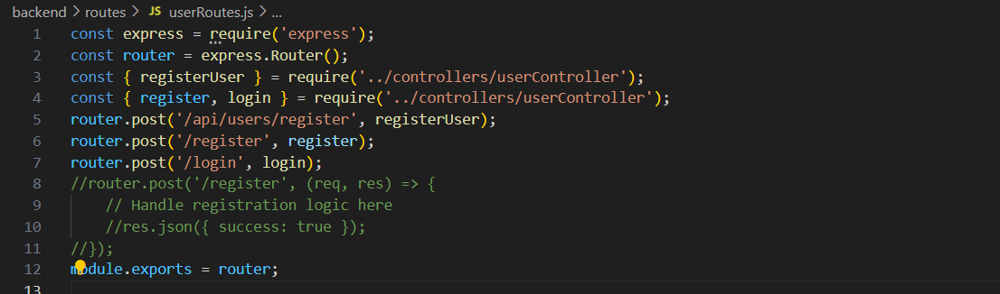 backend > routes > JS userRoutes.js > ...
1 const express = require('express');
2 const router = express.Router();
3 const { registerUser } = require('../controllers/userController');
4 const { register, login } = require('../controllers/userController');
5 router.post('/api/users/register', registerUser);
6 router.post('/register', register);
7 router.post('/login', login);
8 //router.post('/register', (req, res) => {
9     // Handle registration logic here
10     //res.json({ success: true });
11 //});
12 module.exports = router;
13